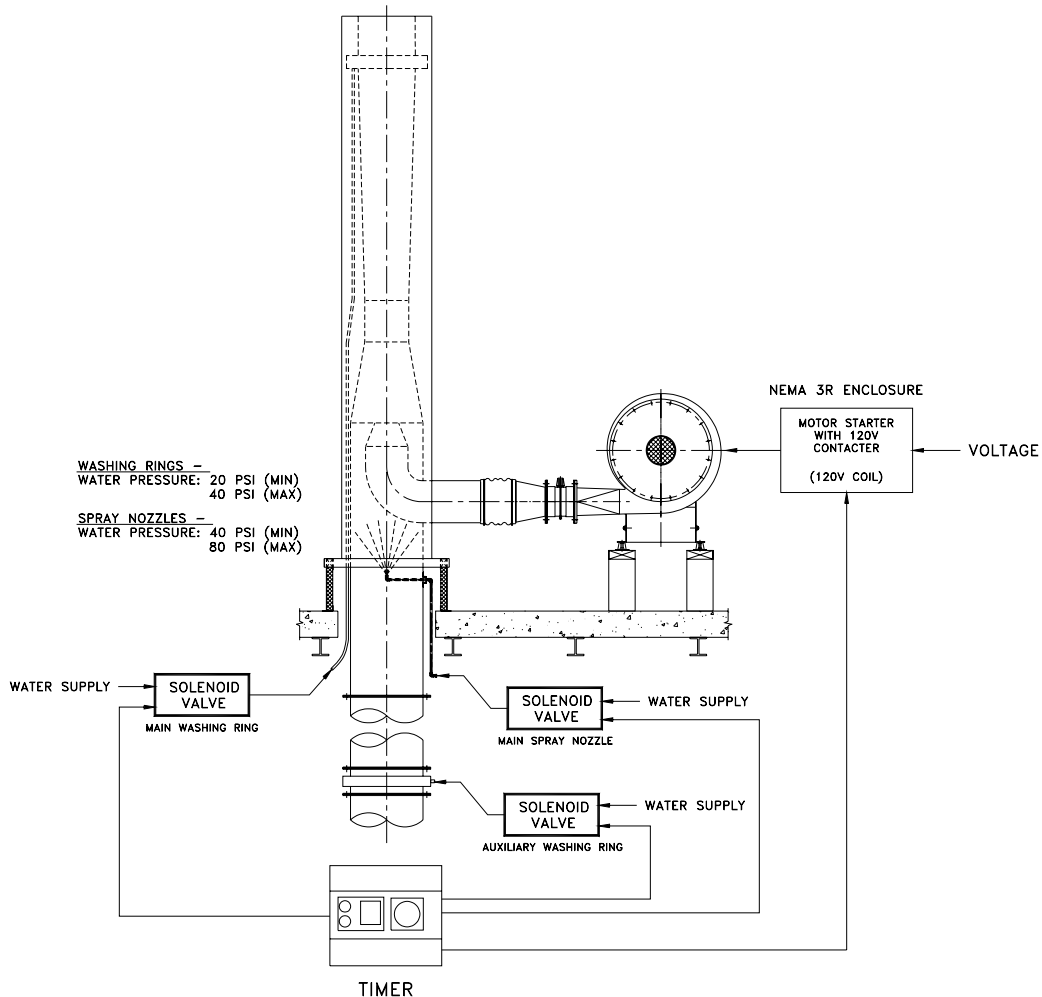 NEMA 3R ENCLOSURE
MOTOR STARTER
WITH 120V
CONTACTER
(120V COIL)
VOLTAGE
WASHING RINGS –
WATER PRESSURE: 20 PSI (MIN)
40 PSI (MAX)
SPRAY NOZZLES –
WATER PRESSURE: 40 PSI (MIN)
80 PSI (MAX)
WATER SUPPLY
SOLENOID
VALVE
MAIN WASHING RING
SOLENOID
VALVE
WATER SUPPLY
MAIN SPRAY NOZZLE
SOLENOID
VALVE
WATER SUPPLY
AUXILIARY WASHING RING
TIMER